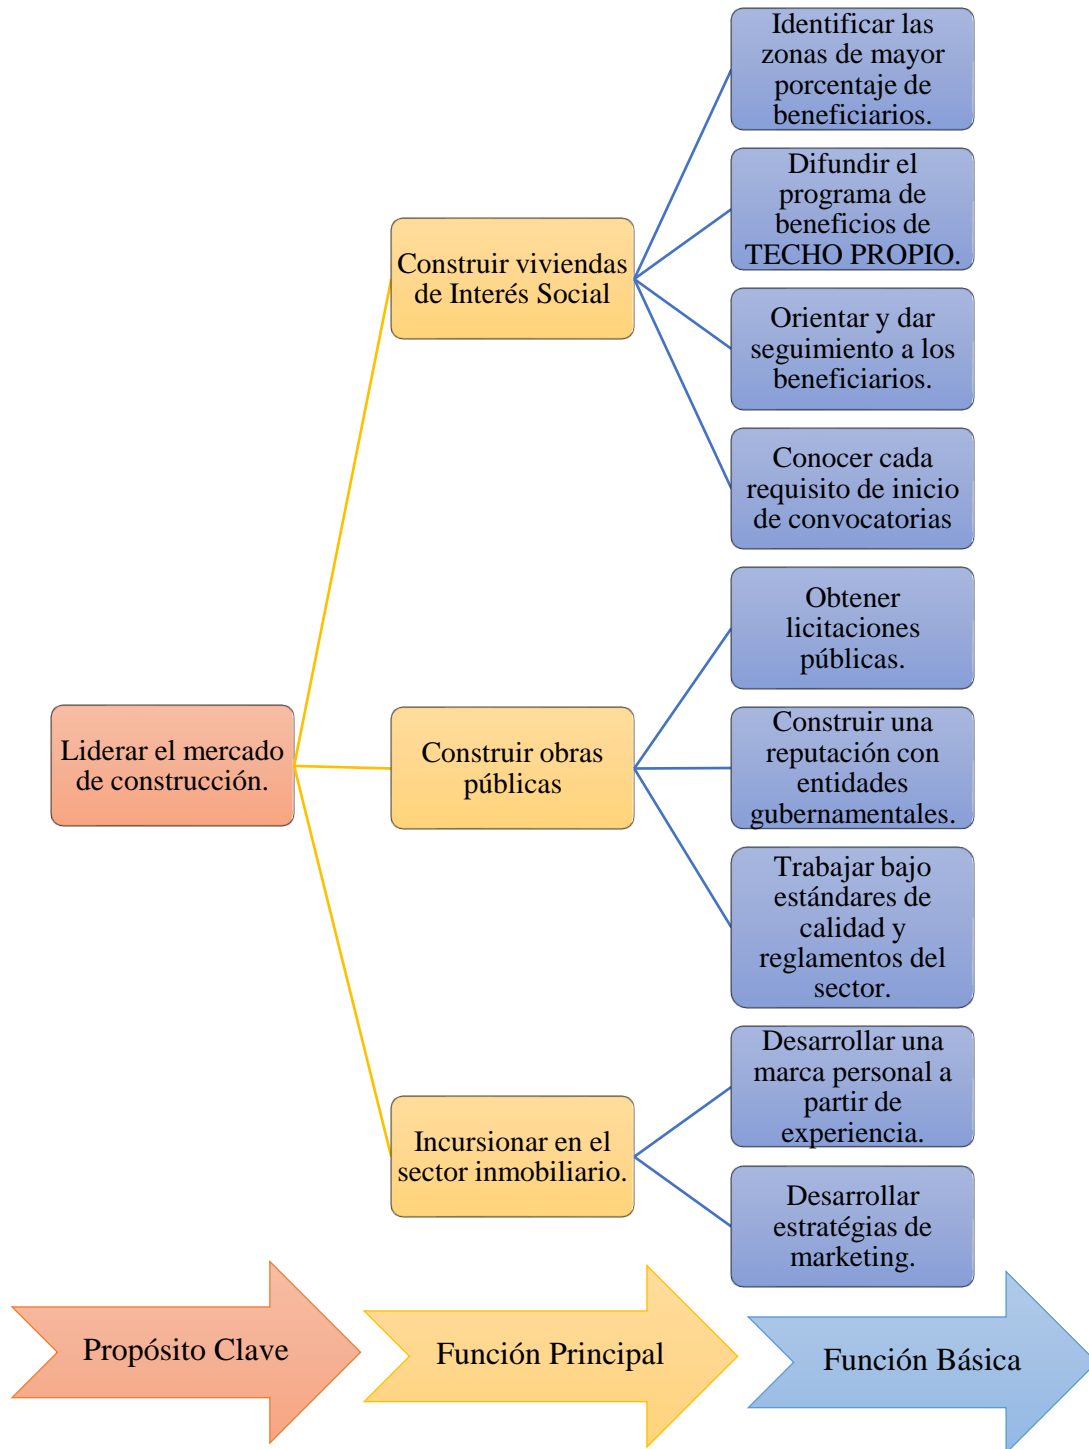 Identificar las
zonas de mayor
porcentaje de
beneficiarios.
Difundir el
programa de
beneficios de
TECHO PROPIO.
Construir viviendas
de Interés Social
Orientar y dar
seguimiento a los
beneficiarios.
Conocer cada
requisito de inicio
de convocatorias
Obtener
licitaciones
públicas.
Liderar el mercado
de construcción.
Construir obras
públicas
Construir una
reputación con
entidades
gubernamentales.
Trabajar bajo
estándares de
calidad y
reglamentos del
sector.
Desarrollar una
marca personal a
partir de
experiencia.
Incursionar en el
sector inmobiliario.
Desarrollar
estratégias de
marketing.
Propósito Clave
Función Principal
Función Básica